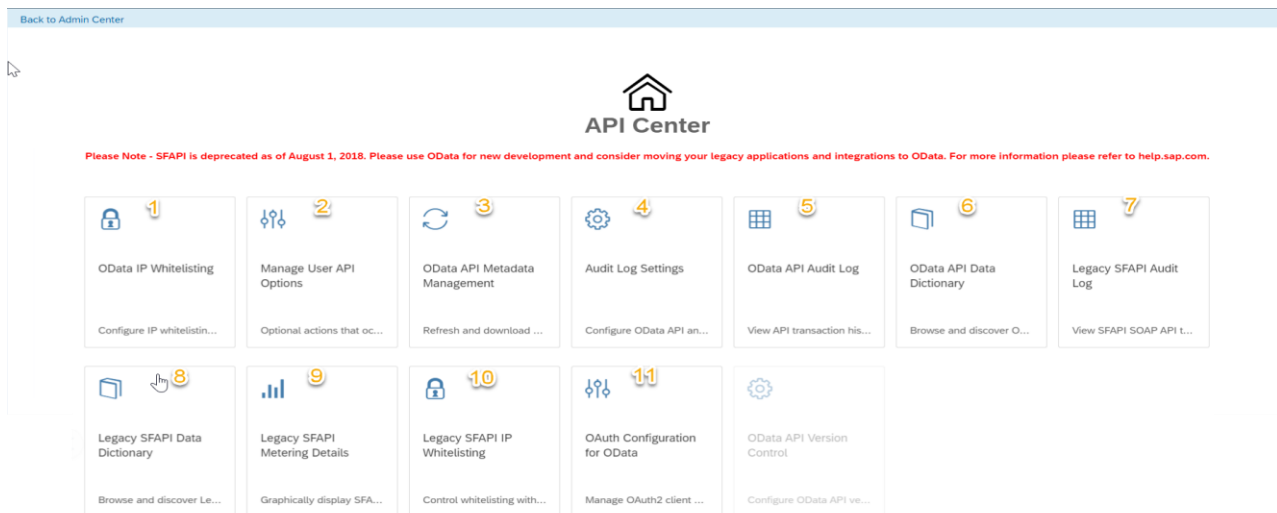 Back to Admin Center
API Center
Please Note - SFAPI is deprecated as of August 1, 2018. Please use OData for new development and consider moving your legacy applications and integrations to OData. For more information please refer to help.sap.com.
1
OData IP Whitelisting
Configure IP whitelistin...
2
Manage User API
Options
Optional actions that oc...
3
OData API Metadata
Management
Refresh and download ...
4
Audit Log Settings
Configure OData API an...
5
OData API Audit Log
View API transaction his...
6
OData API Data
Dictionary
Browse and discover O...
7
Legacy SFAPI Audit
Log
View SFAPI SOAP API t...
8
Legacy SFAPI Data
Dictionary
Browse and discover Le...
9
Legacy SFAPI
Metering Details
Graphically display SFA...
10
Legacy SFAPI IP
Whitelisting
Control whitelisting with...
11
OAuth Configuration
for OData
Manage OAuth2 client ...
OData API Version
Control
Configure OData API ve...